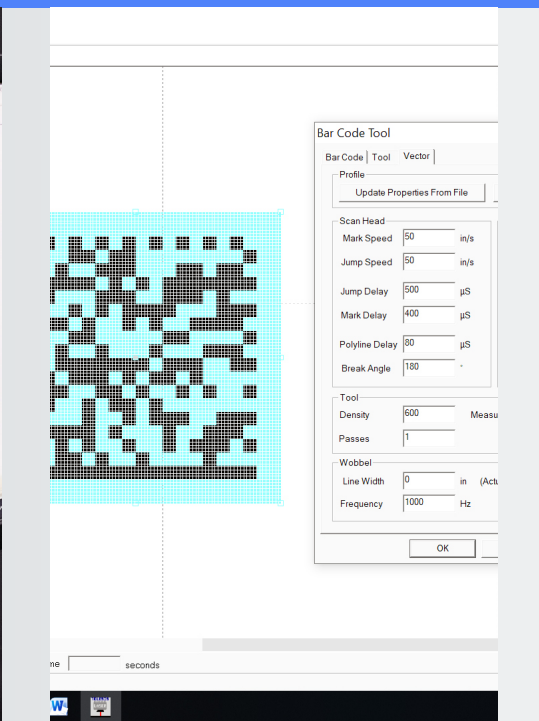 Bar Code Tool
Bar Code Tool Vector
Profile
Update Properties From File
Scan Head
Mark Speed 50 in/s
Jump Speed 50 in/s
Jump Delay 500 µS
Mark Delay 400 µS
Polyline Delay 80 µS
Break Angle 180 °
Tool
Density 600
Passes 1
Wobbel
Line Width 0 in
Frequency 1000 Hz
OK
seconds
W